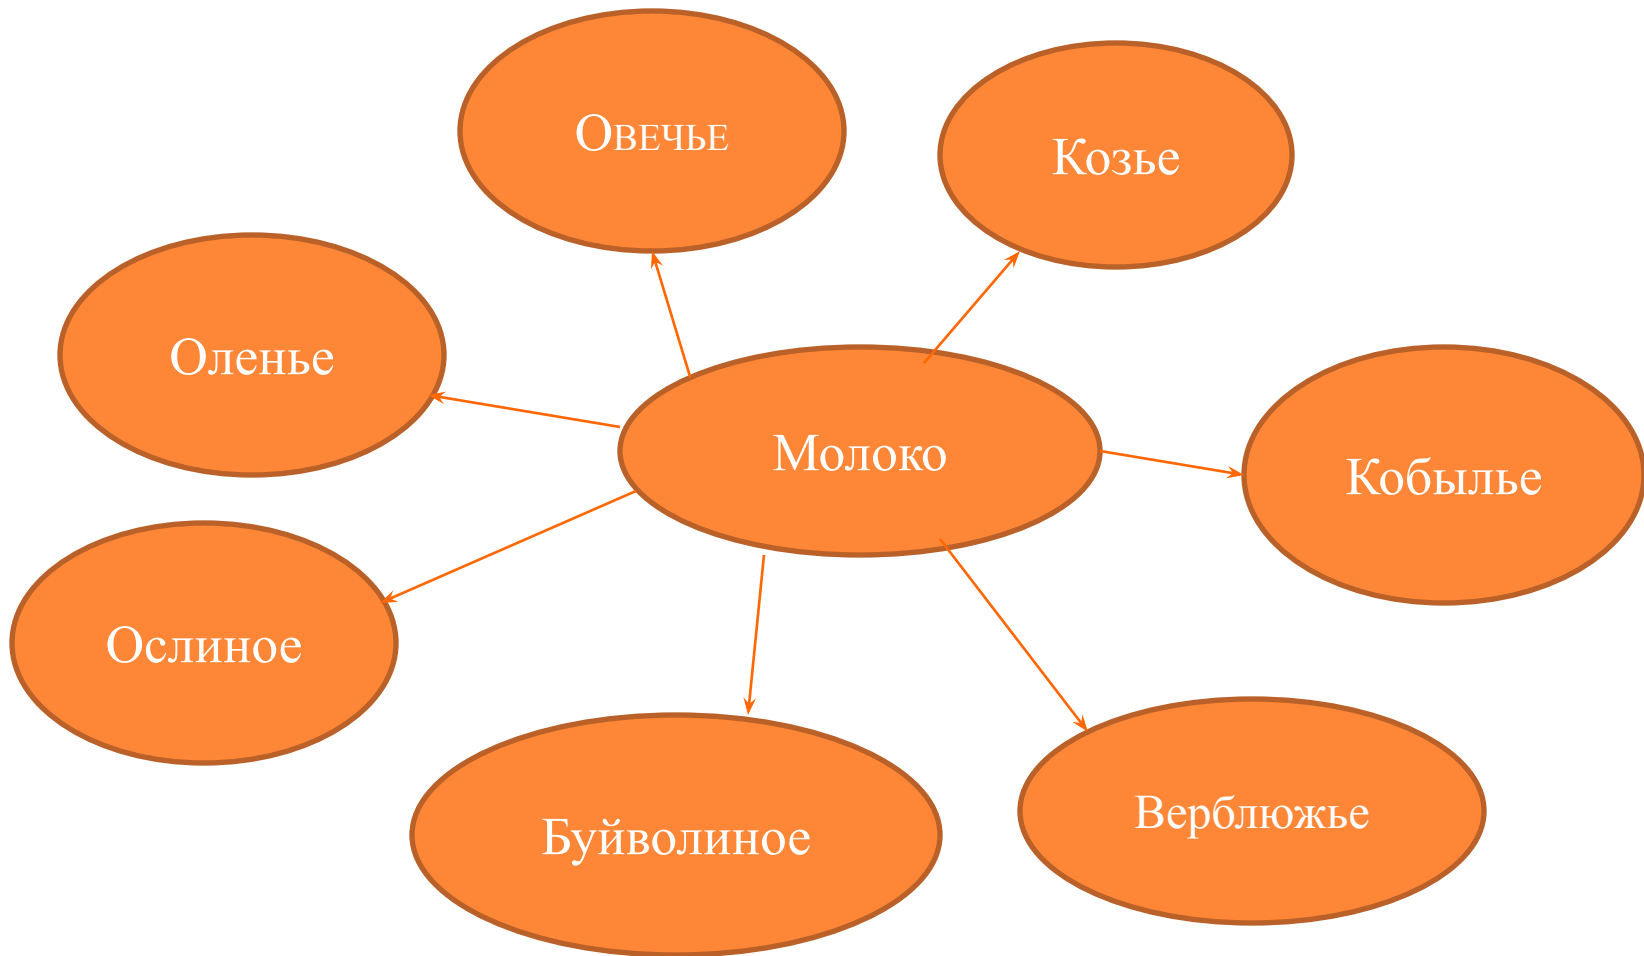 Овечье
Козье
Оленье
Молоко
Кобылье
Ослиное
Буйволиное
Верблюжье